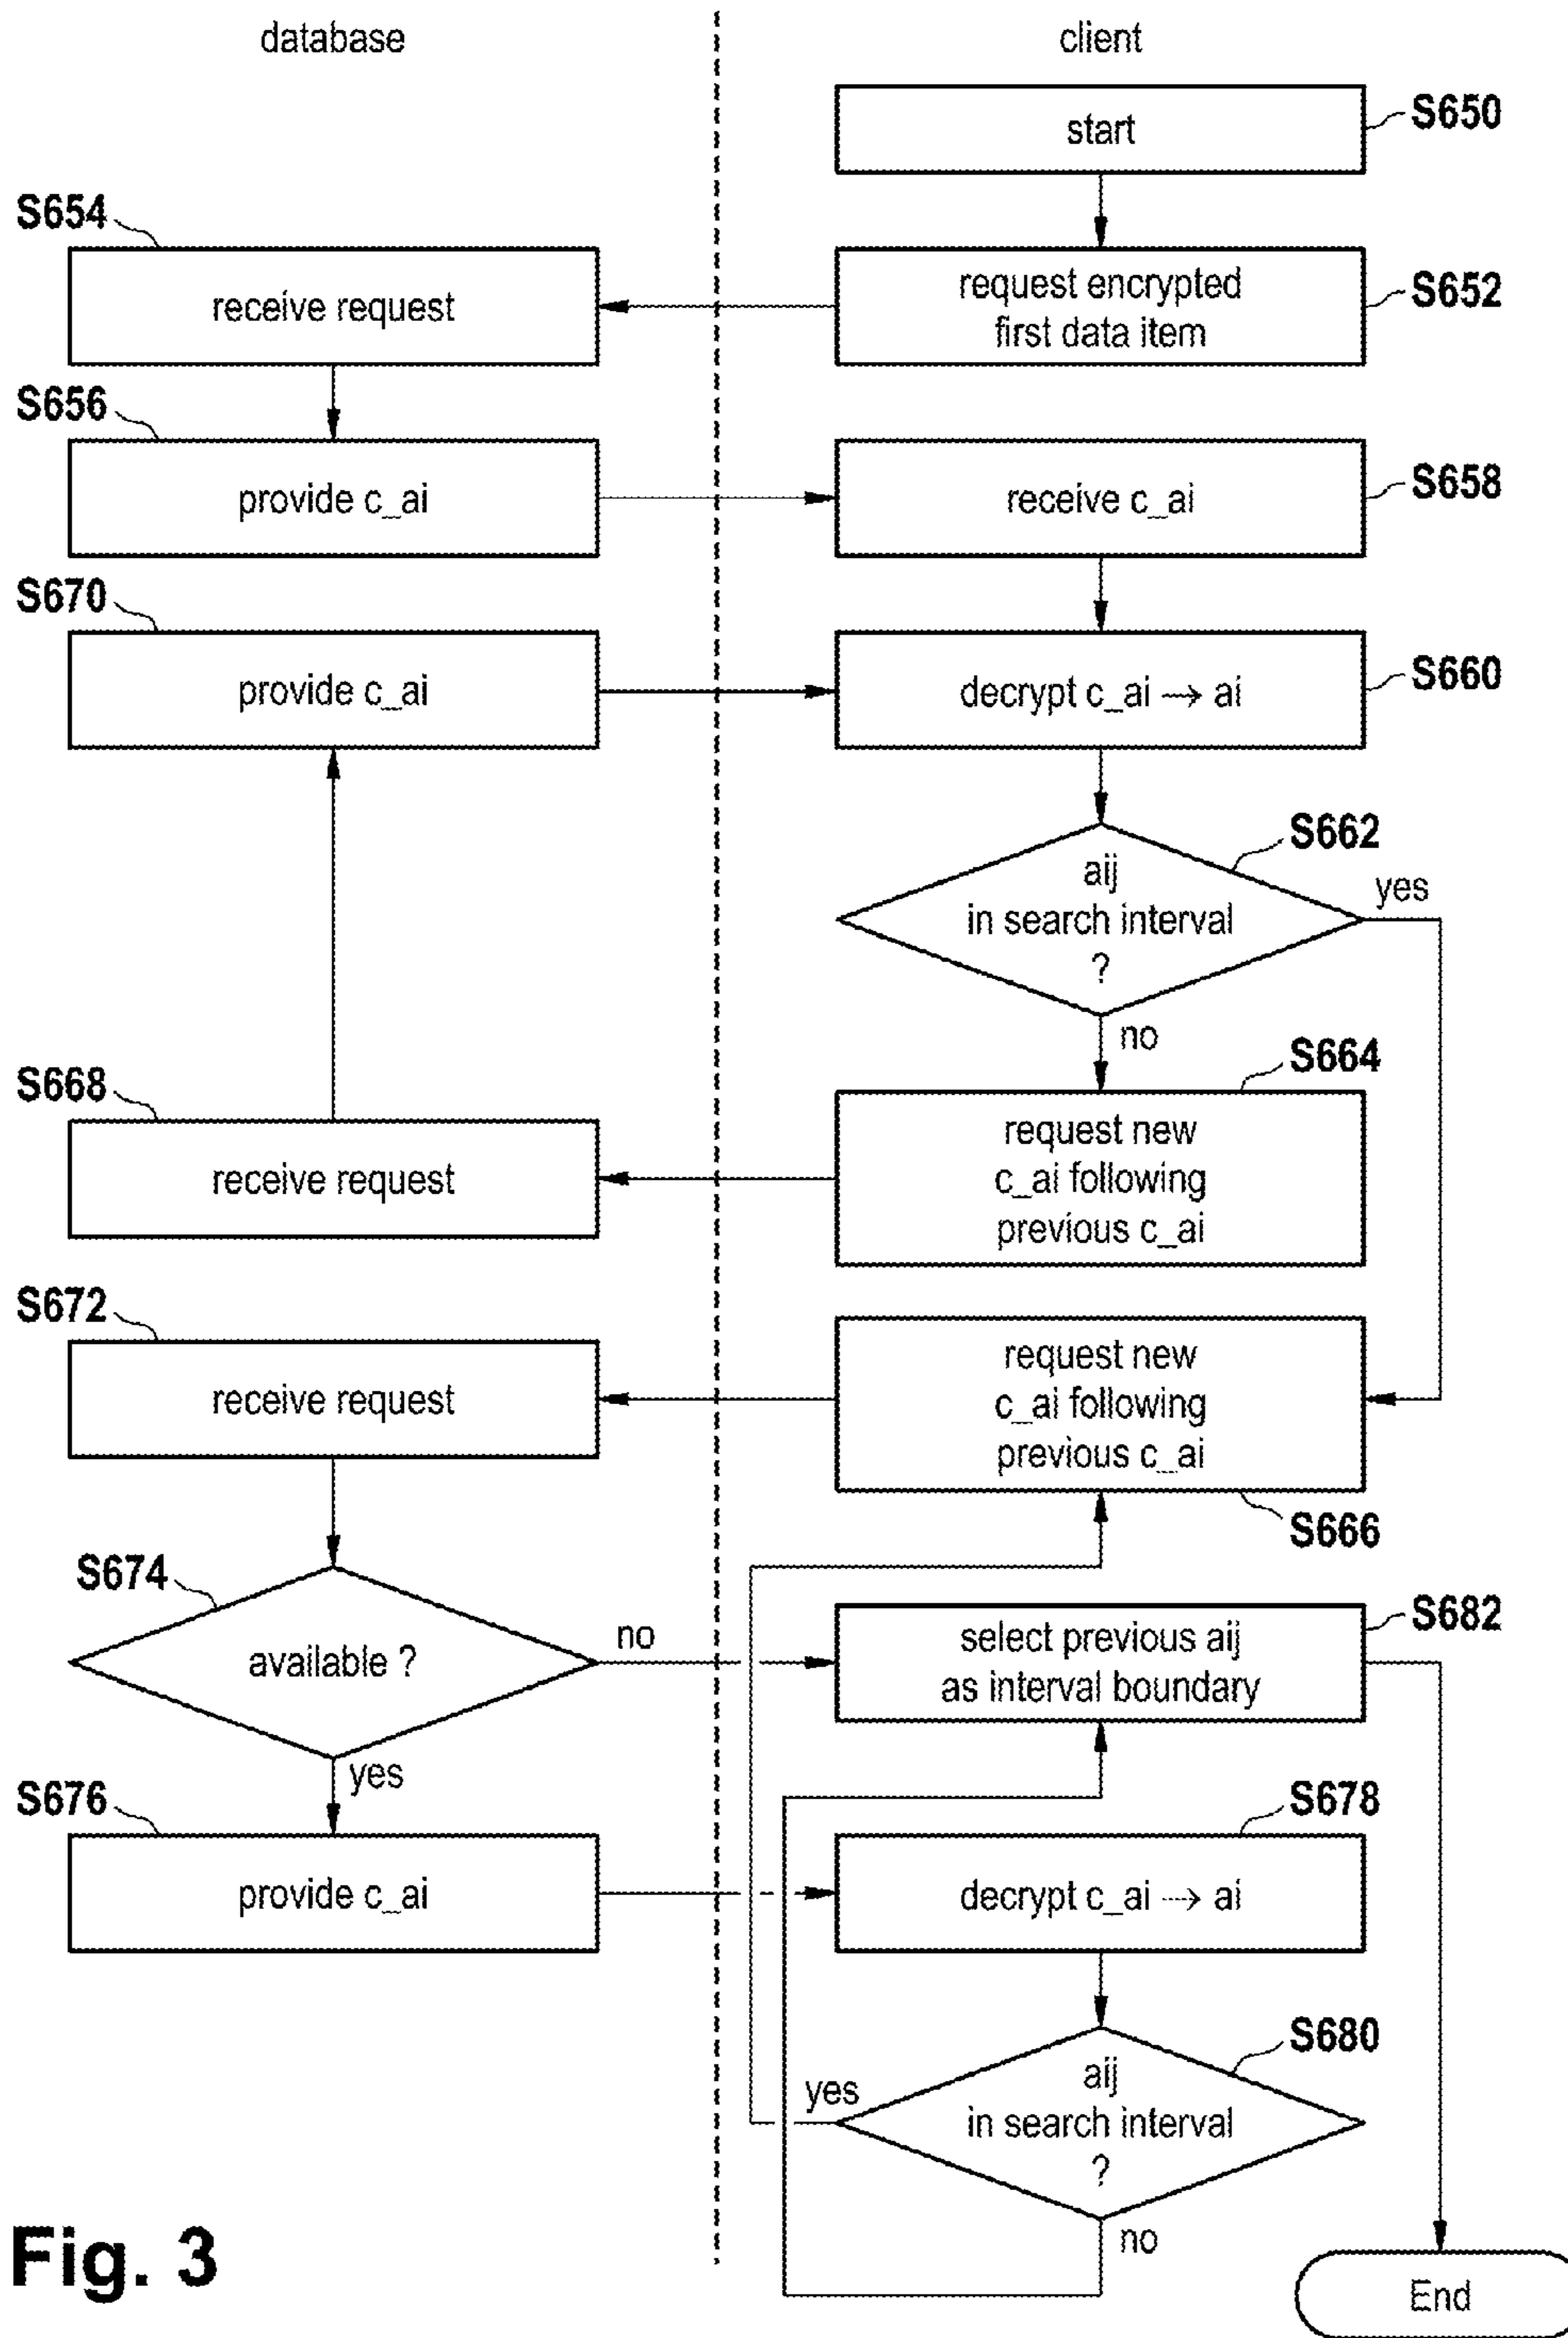 database
client
start
S650
S654
receive request
request encrypted
first data item
S652
S656
provide c_ai
receive c_ai
S658
S670
provide c_ai
decrypt c_ai → ai
S660
S662
aij
in search interval
?
yes
no
S664
S668
receive request
request new
c_ai following
previous c_ai
S672
receive request
request new
c_ai following
previous c_ai
S666
S674
available ?
no
yes
select previous aij
as interval boundary
S682
S676
provide c_ai
S678
decrypt c_ai → ai
S680
aij
in search interval
?
yes
no
End
Fig. 3